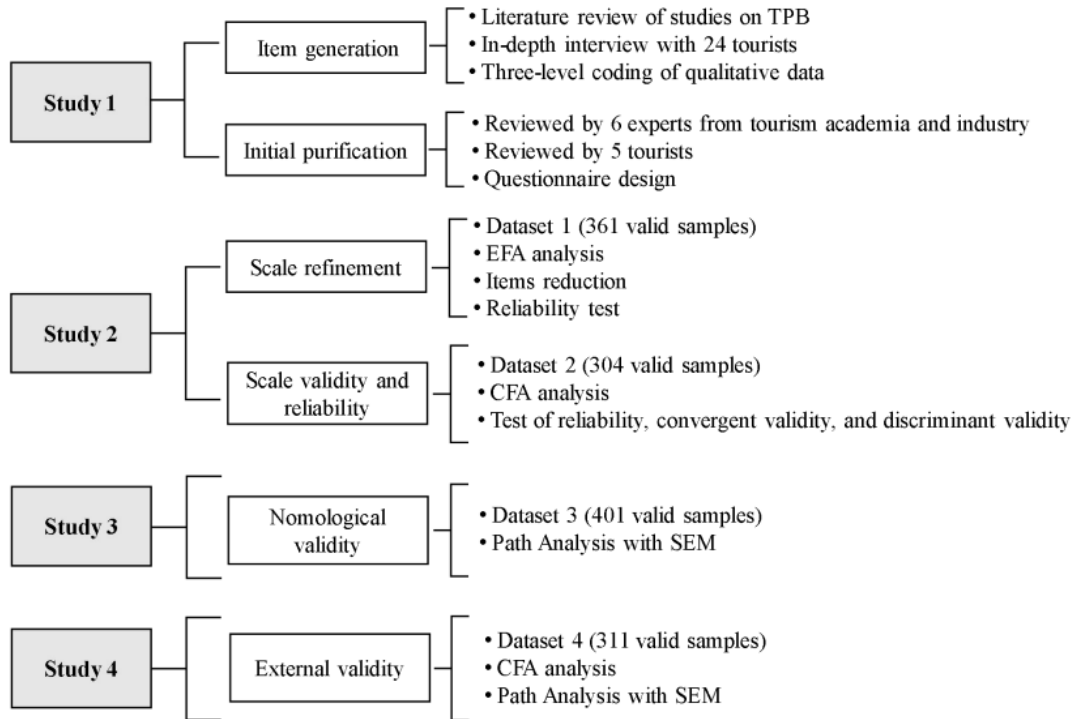 Study 1
Item generation
• Literature review of studies on TPB
• In-depth interview with 24 tourists
• Three-level coding of qualitative data
Initial purification
• Reviewed by 6 experts from tourism academia and industry
• Reviewed by 5 tourists
• Questionnaire design
Study 2
Scale refinement
• Dataset 1 (361 valid samples)
• EFA analysis
• Items reduction
• Reliability test
Scale validity and
reliability
• Dataset 2 (304 valid samples)
• CFA analysis
• Test of reliability, convergent validity, and discriminant validity
Study 3
Nomological
validity
• Dataset 3 (401 valid samples)
• Path Analysis with SEM
Study 4
External validity
• Dataset 4 (311 valid samples)
• CFA analysis
• Path Analysis with SEM